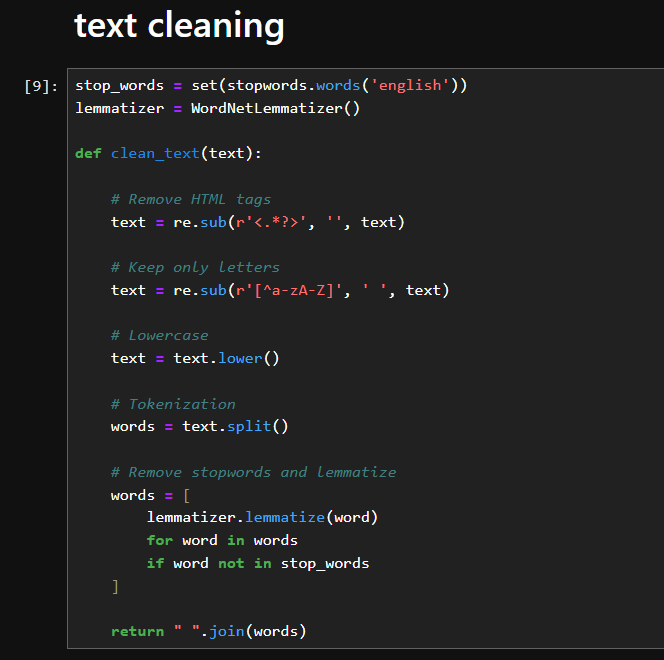 text cleaning
[9]:
stop_words = set(stopwords.words('english'))
lemmatizer = WordNetLemmatizer()
def clean_text(text):
    # Remove HTML tags
    text = re.sub(r'<.*?>', '', text)
    # Keep only letters
    text = re.sub(r'[^a-zA-Z]', ' ', text)
    # Lowercase
    text = text.lower()
    # Tokenization
    words = text.split()
    # Remove stopwords and lemmatize
    words = [
        lemmatizer.lemmatize(word)
        for word in words
        if word not in stop_words
    ]
    return " ".join(words)